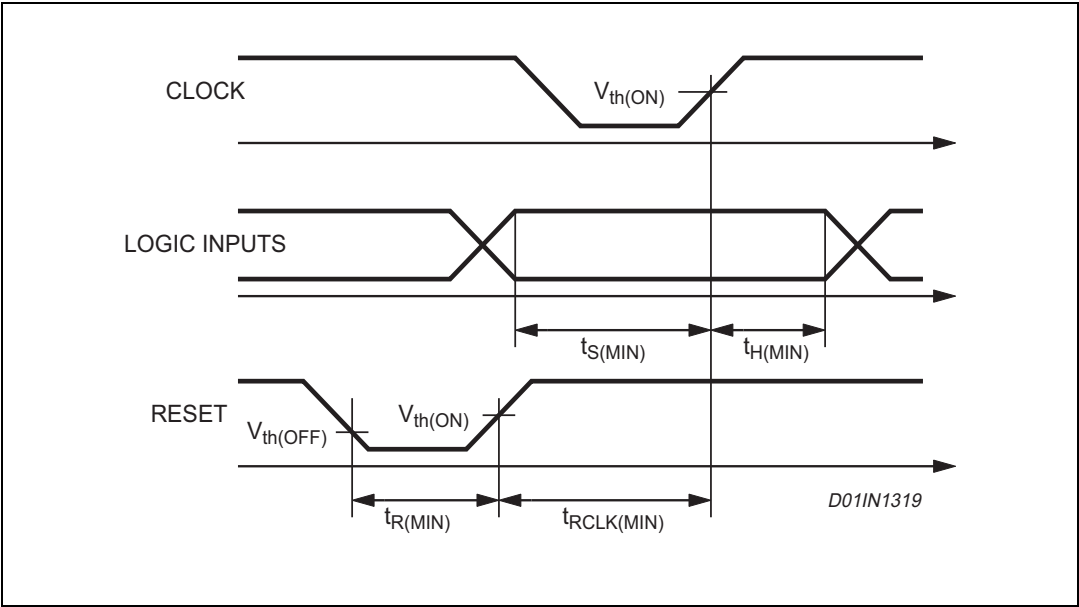 CLOCK
Vth(ON)
LOGIC INPUTS
tS(MIN)
tH(MIN)
RESET
Vth(OFF)
Vth(ON)
tR(MIN)
tRCLK(MIN)
D01IN1319